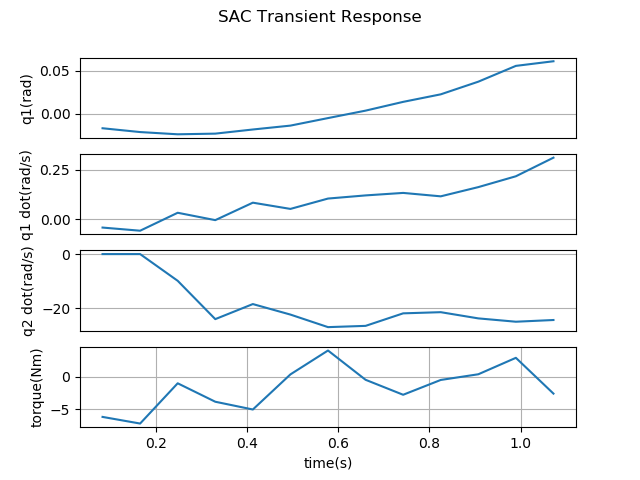 SAC Transient Response
q1(rad)
0.05
0.00
q1 dot(rad/s)
0.25
0.00
q2 dot(rad/s)
0
−20
torque(Nm)
0
−5
0.2 0.4 0.6 0.8 1.0
time(s)